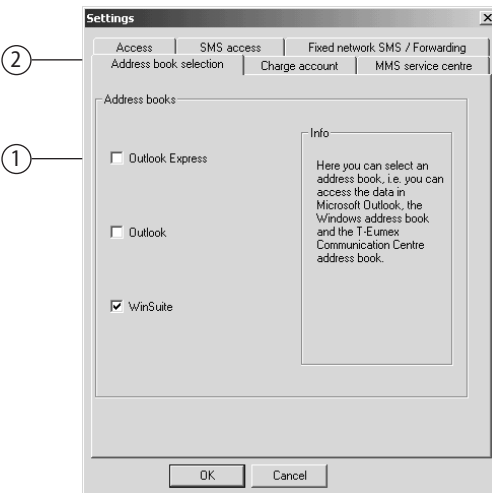 Settings
Access SMS access Fixed network SMS / Forwarding
2 Address book selection Charge account MMS service centre
Address books
Info
1 Outlook Express
Here you can select an
address book, i.e. you can
access the data in
Microsoft Outlook, the
Windows address book
and the T-Eumex
Communication Centre
address book.
Outlook
WinSuite
OK Cancel